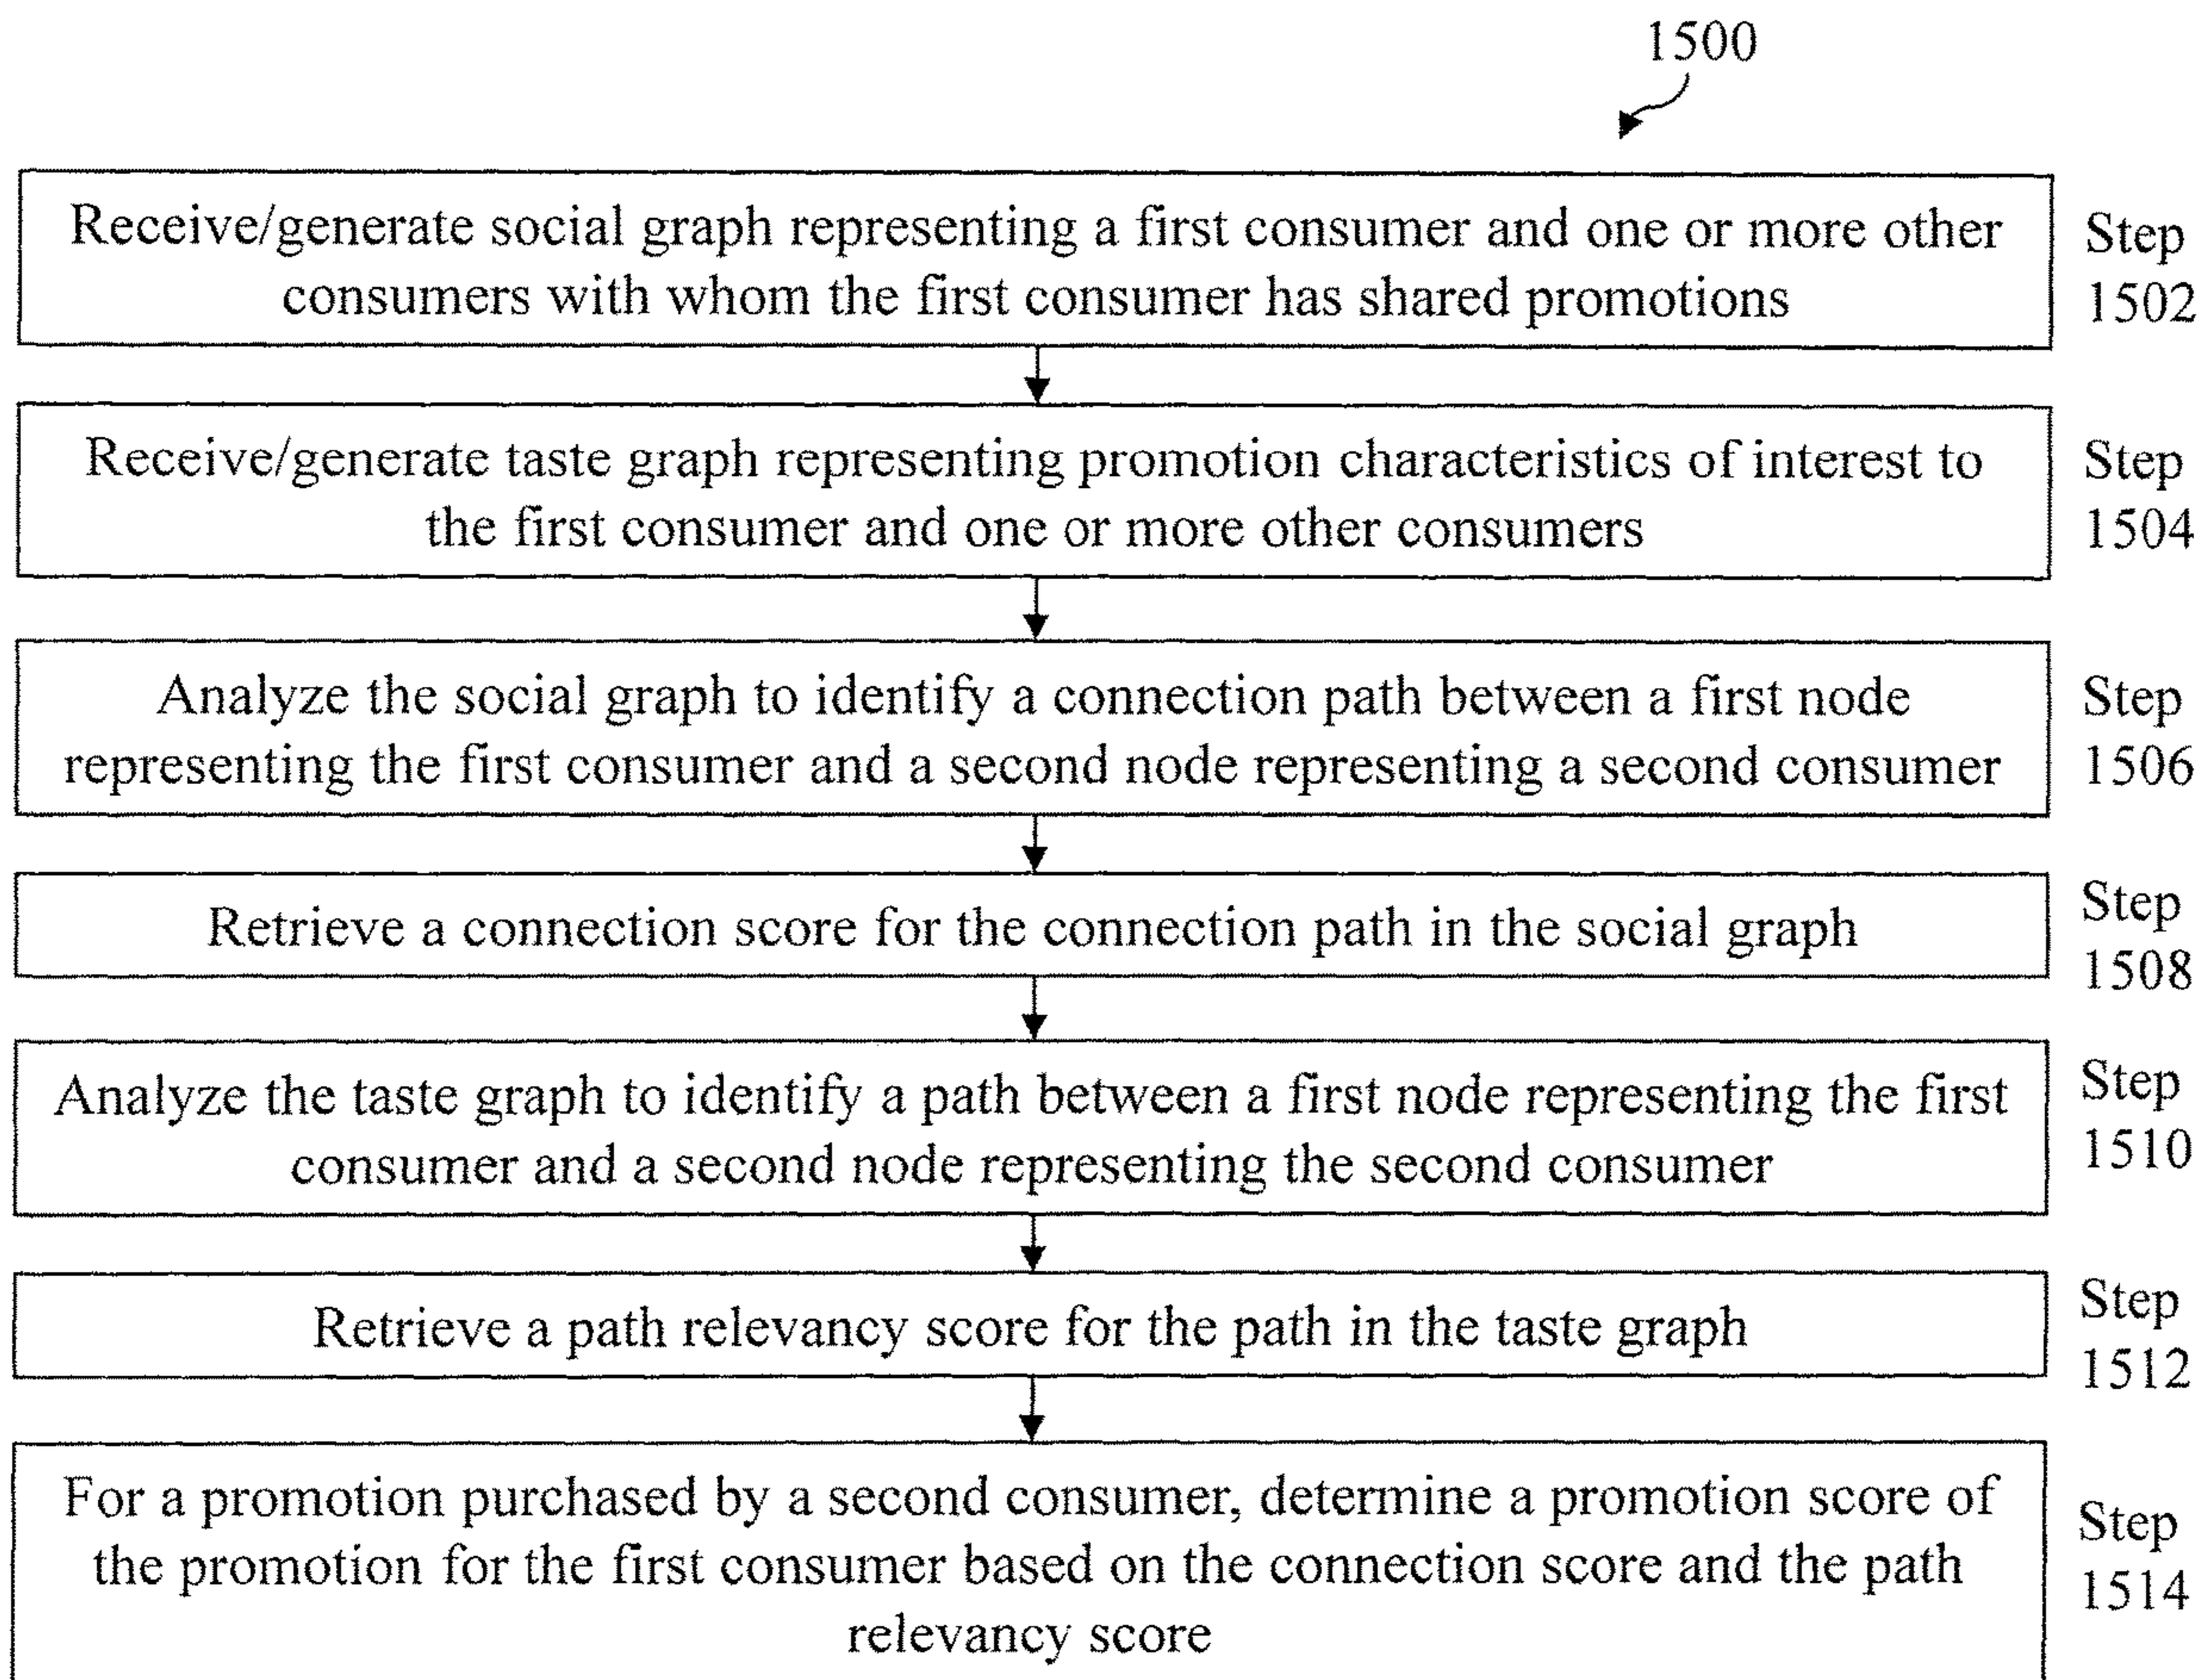 1500
Receive/generate social graph representing a first consumer and one or more other
consumers with whom the first consumer has shared promotions
Step
1502
Receive/generate taste graph representing promotion characteristics of interest to
the first consumer and one or more other consumers
Step
1504
Analyze the social graph to identify a connection path between a first node
representing the first consumer and a second node representing a second consumer
Step
1506
Retrieve a connection score for the connection path in the social graph
Step
1508
Analyze the taste graph to identify a path between a first node representing the first
consumer and a second node representing the second consumer
Step
1510
Retrieve a path relevancy score for the path in the taste graph
Step
1512
For a promotion purchased by a second consumer, determine a promotion score of
the promotion for the first consumer based on the connection score and the path
relevancy score
Step
1514